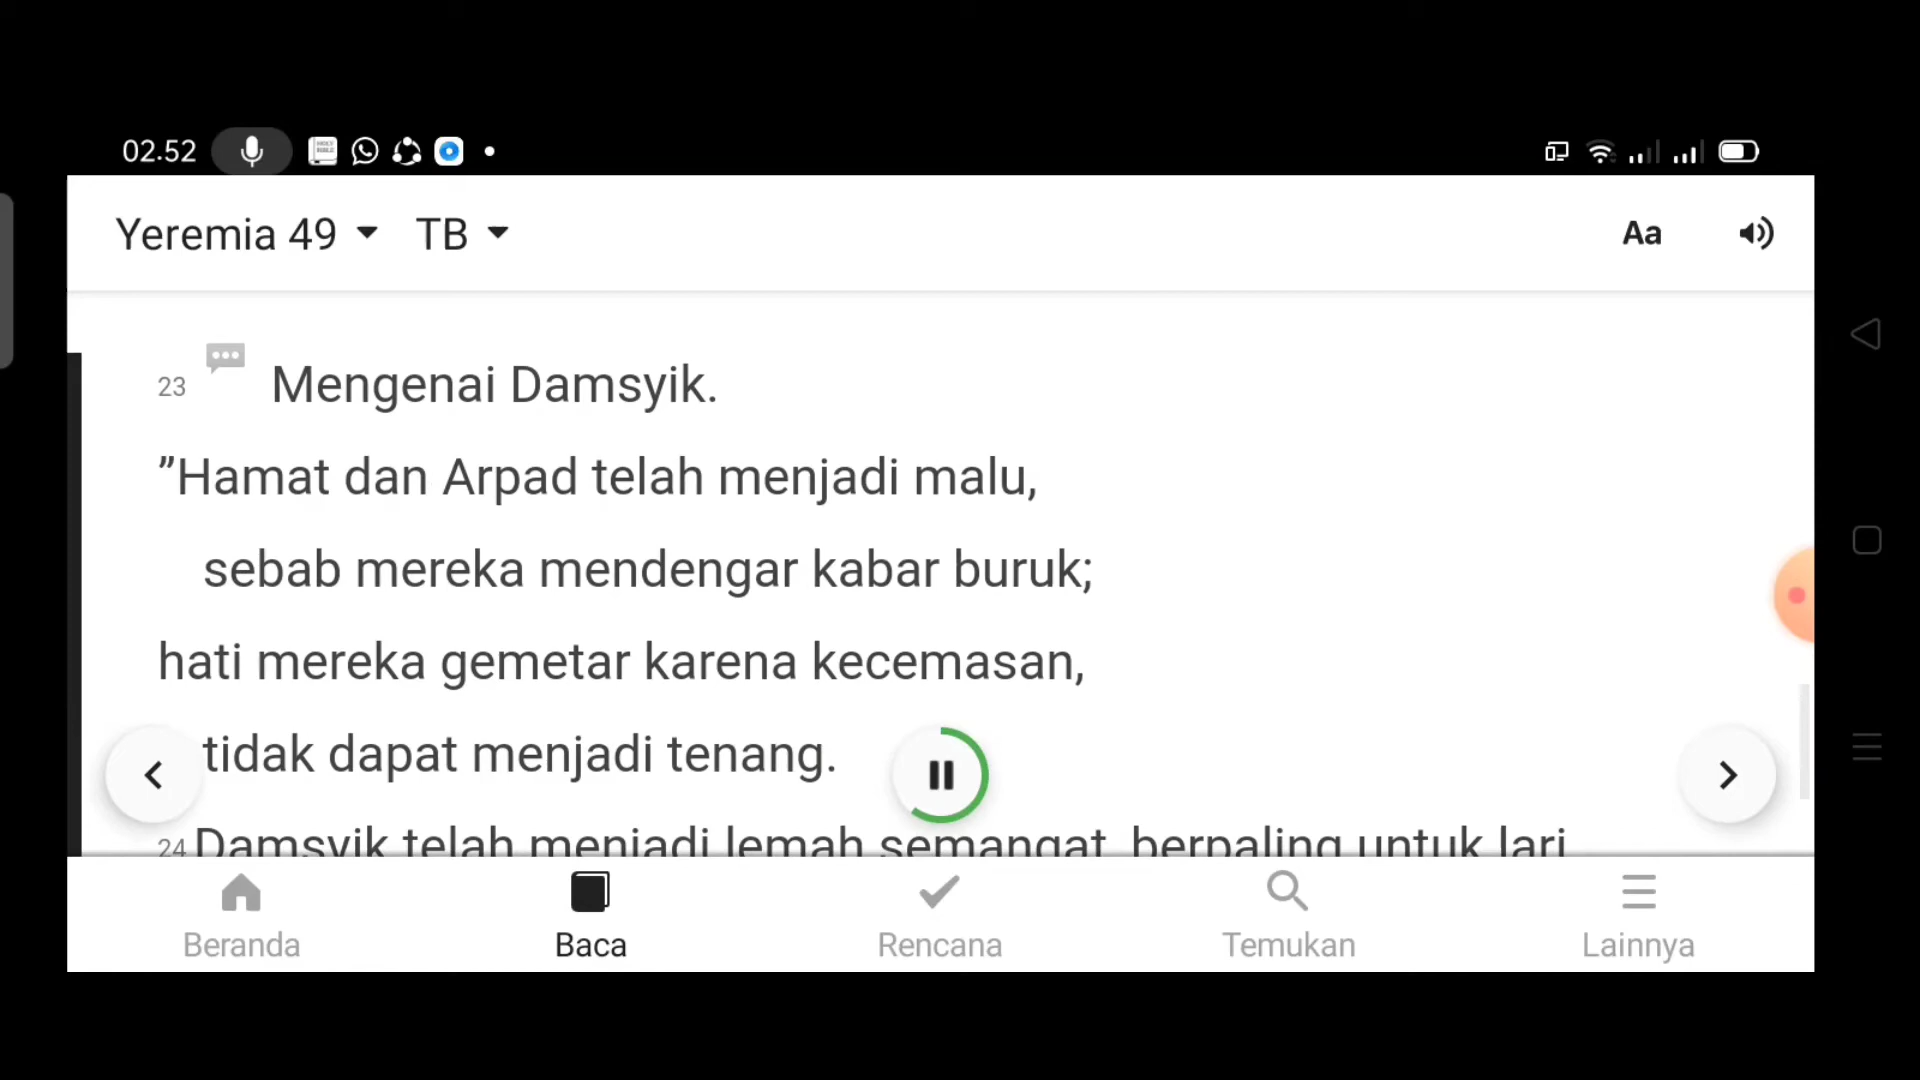 02.52
Yeremia 49 TB Aa
23 Mengenai Damsyik.
”Hamat dan Arpad telah menjadi malu,
sebab mereka mendengar kabar buruk;
hati mereka gemetar karena kecemasan,
tidak dapat menjadi tenang.
24 Damsyik telah menjadi lemah semangat, berpaling untuk lari
Beranda Baca Rencana Temukan Lainnya